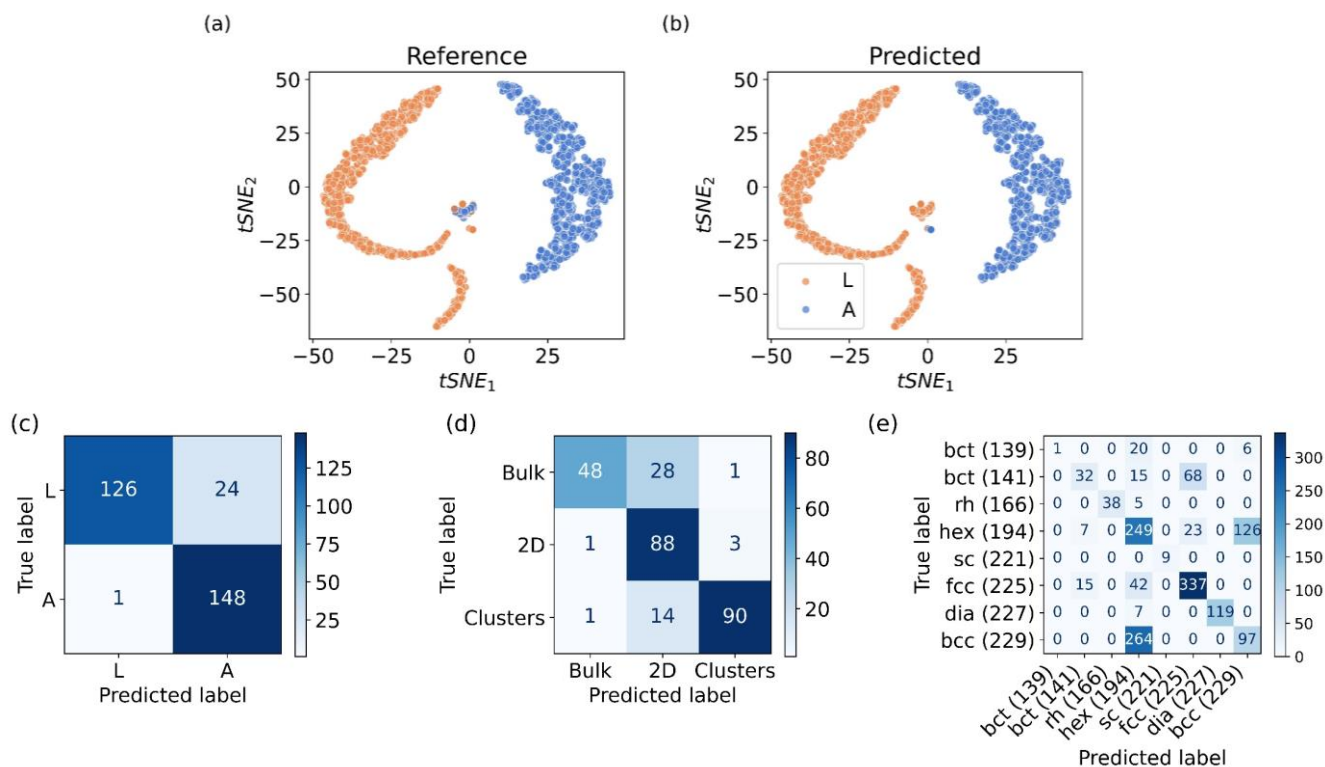 (a)
Reference
50
25
0
−25
−50
tSNE2
−50
−25
0
25
tSNE1
(b)
Predicted
50
25
0
−25
−50
tSNE2
L
A
−50
−25
0
25
tSNE1
(c)
True label
L
126
24
A
1
148
L
A
Predicted label
125
100
75
50
25
(d)
True label
Bulk
48
28
1
2D
1
88
3
Clusters
1
14
90
Bulk
2D
Clusters
Predicted label
80
60
40
20
(e)
True label
bct (139) 1 0 0 20 0 0 0 6
bct (141) 0 32 0 15 0 68 0 0
rh (166) 0 0 38 5 0 0 0 0
hex (194) 0 7 0 249 0 23 0 126
sc (221) 0 0 0 0 9 0 0 0
fcc (225) 0 15 0 42 0 337 0 0
dia (227) 0 0 0 7 0 0 119 0
bcc (229) 0 0 0 264 0 0 0 97
bct (139)
bct (141)
rh (166)
hex (194)
sc (221)
fcc (225)
dia (227)
bcc (229)
Predicted label
300
250
200
150
100
50
0